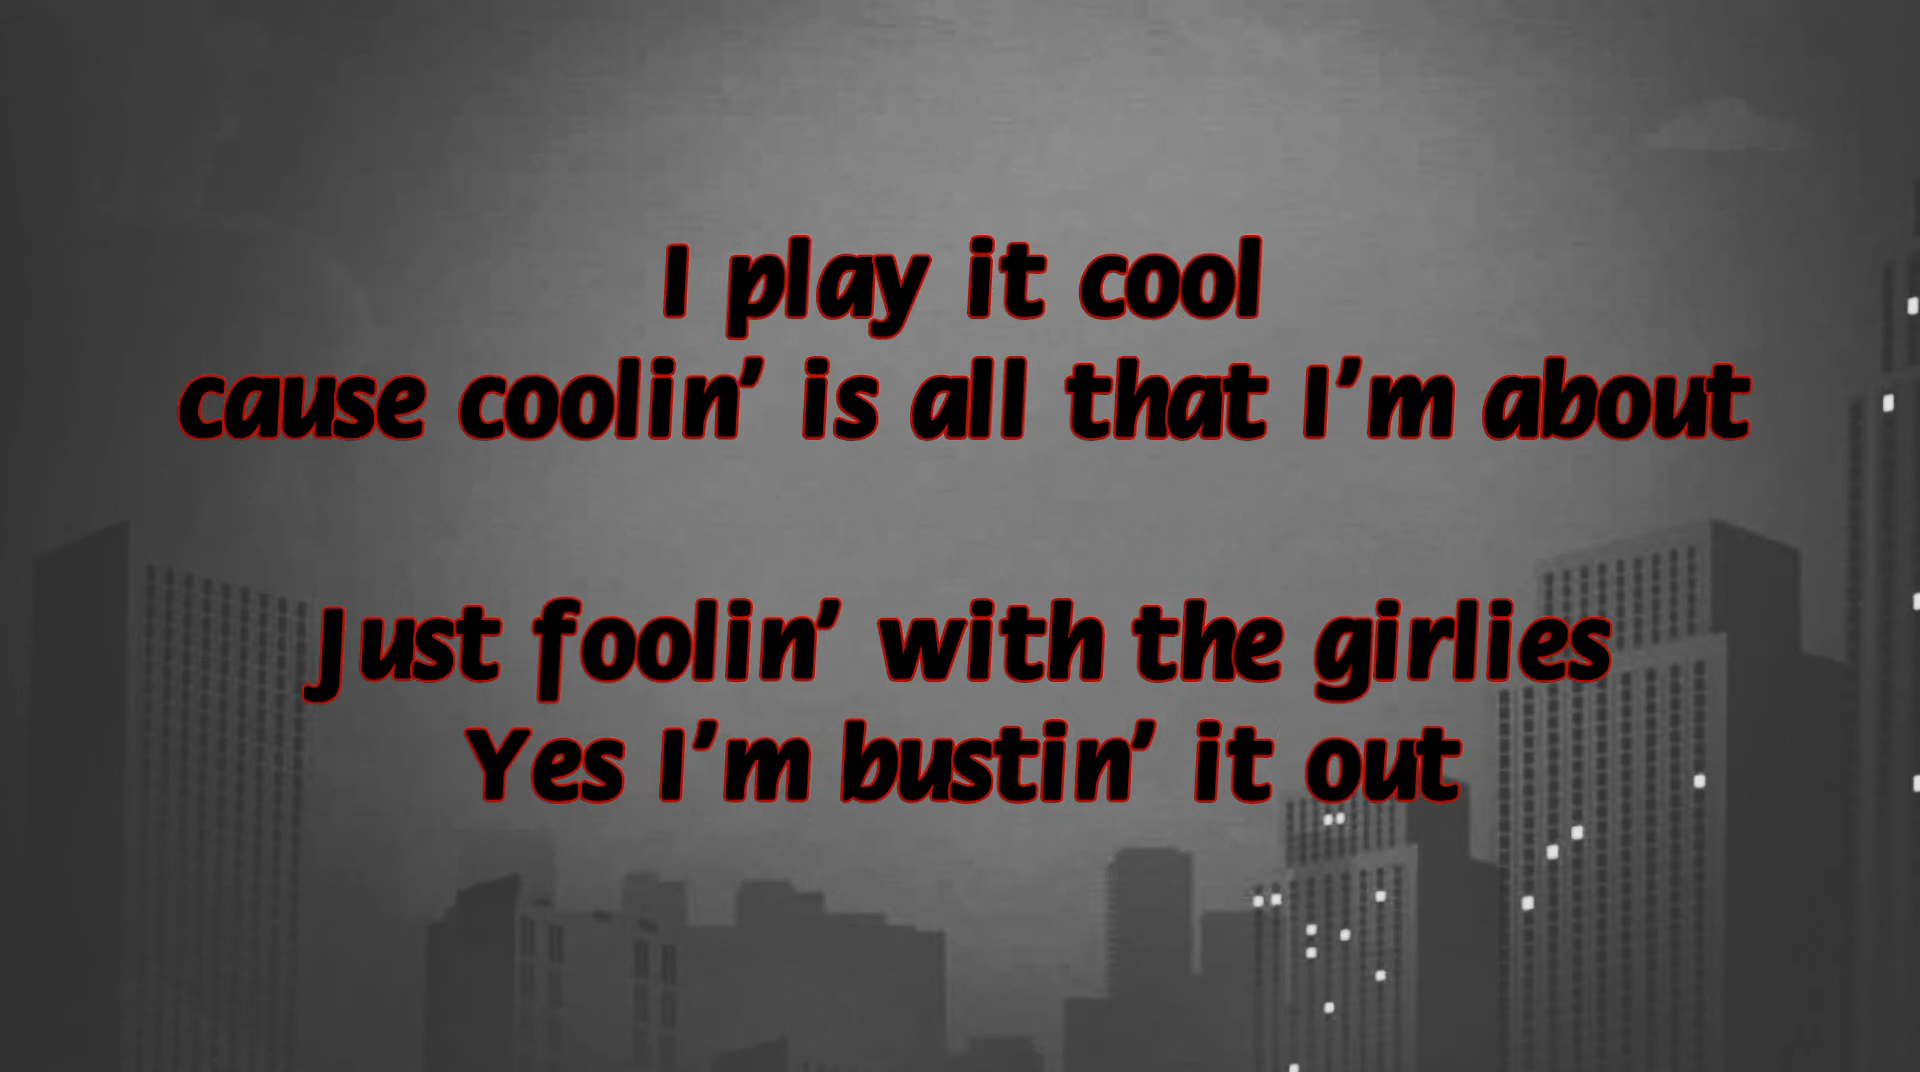 I play it cool
cause coolin’ is all that I’m about
Just foolin’ with the girlies
Yes I’m bustin’ it out